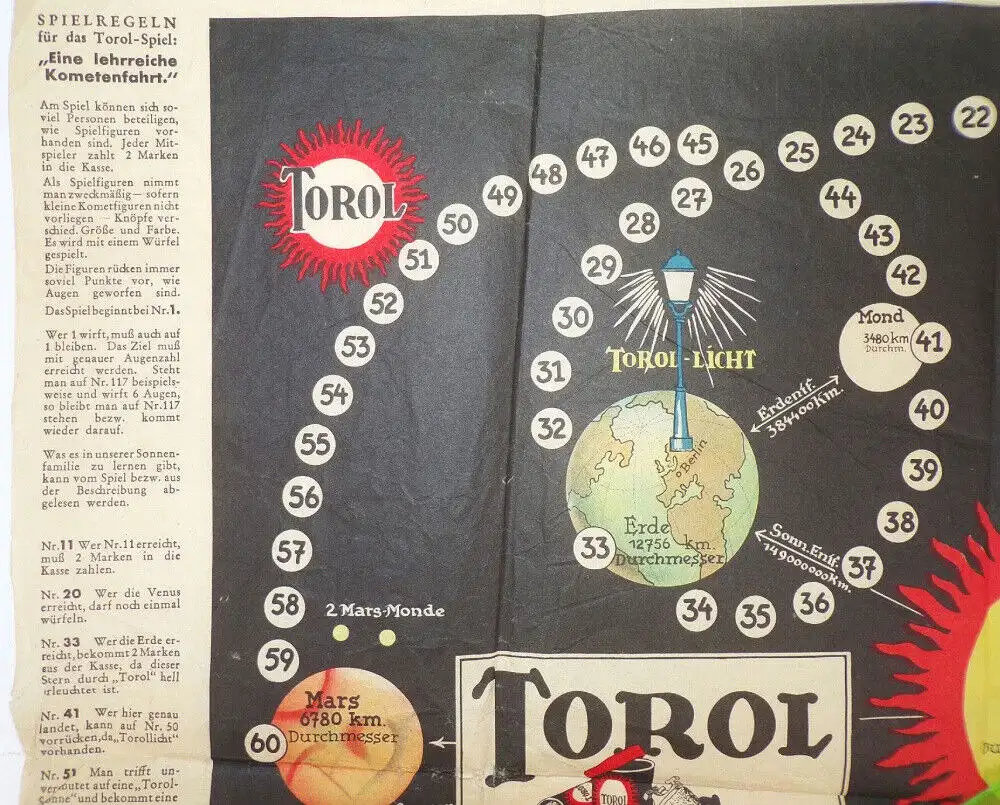 SPIELREGELN
für das Torol-Spiel:
„Eine lehrreiche
Kometenfahrt.“
Am Spiel können sich so-
viel Personen beteiligen,
wie Spielfiguren vor-
handen sind. Jeder Mit-
spieler zahlt 2 Marken
in die Kasse.
Als Spielfiguren nimmt
man zweckmäßig — sofern
kleine Kometfiguren nicht
vorliegen — Knöpfe ver-
schied. Größe und Farbe.
Es wird mit einem Würfel
gespielt.
Die Figuren rücken immer
soviel Punkte vor, wie
Augen geworfen sind.
Das Spiel beginnt bei Nr. 1.
Wer 1 wirft, muß auch auf
1 bleiben. Das Ziel muß
mit genauer Augenzahl
erreicht werden. Steht
man auf Nr. 117 beispiels-
weise und wirft 6 Augen,
so bleibt man auf Nr. 117
stehen bezw. kommt
wieder darauf.
Was es in unserer Sonnen-
familie zu lernen gibt,
kann vom Spiel bezw. aus
der Beschreibung ab-
gelesen werden.
Nr. 11 Wer Nr. 11 erreicht,
muß 2 Marken in die
Kasse zahlen.
Nr. 20 Wer die Venus
erreicht, darf noch einmal
würfeln.
Nr. 33 Wer die Erde er-
reicht, bekommt 2 Marken
aus der Kasse, da dieser
Stern durch „Torol“ hell
erleuchtet ist.
Nr. 41 Wer hier genau
landet, kann auf Nr. 50
vorrücken, da „Torollicht“
vorhanden.
Nr. 51 Man trifft un-
vermutet auf eine „Torol-
sonne“ und bekommt eine
TOROL
22
23
24
25
26
27
28
29
30
31
32
33
34
35
36
37
38
39
40
41
42
43
44
45
46
47
48
49
50
51
52
53
54
55
56
57
58
59
60
TOROL-LICHT
Berlin
Erde
12756 km.
Durchmesser
Mond
3480 km
Durchm.
Erdentf.
384400 km.
Sonn. Entf.
149000000 km.
2 Mars-Monde
Mars
6780 km.
Durchmesser
TOROL
TOROL